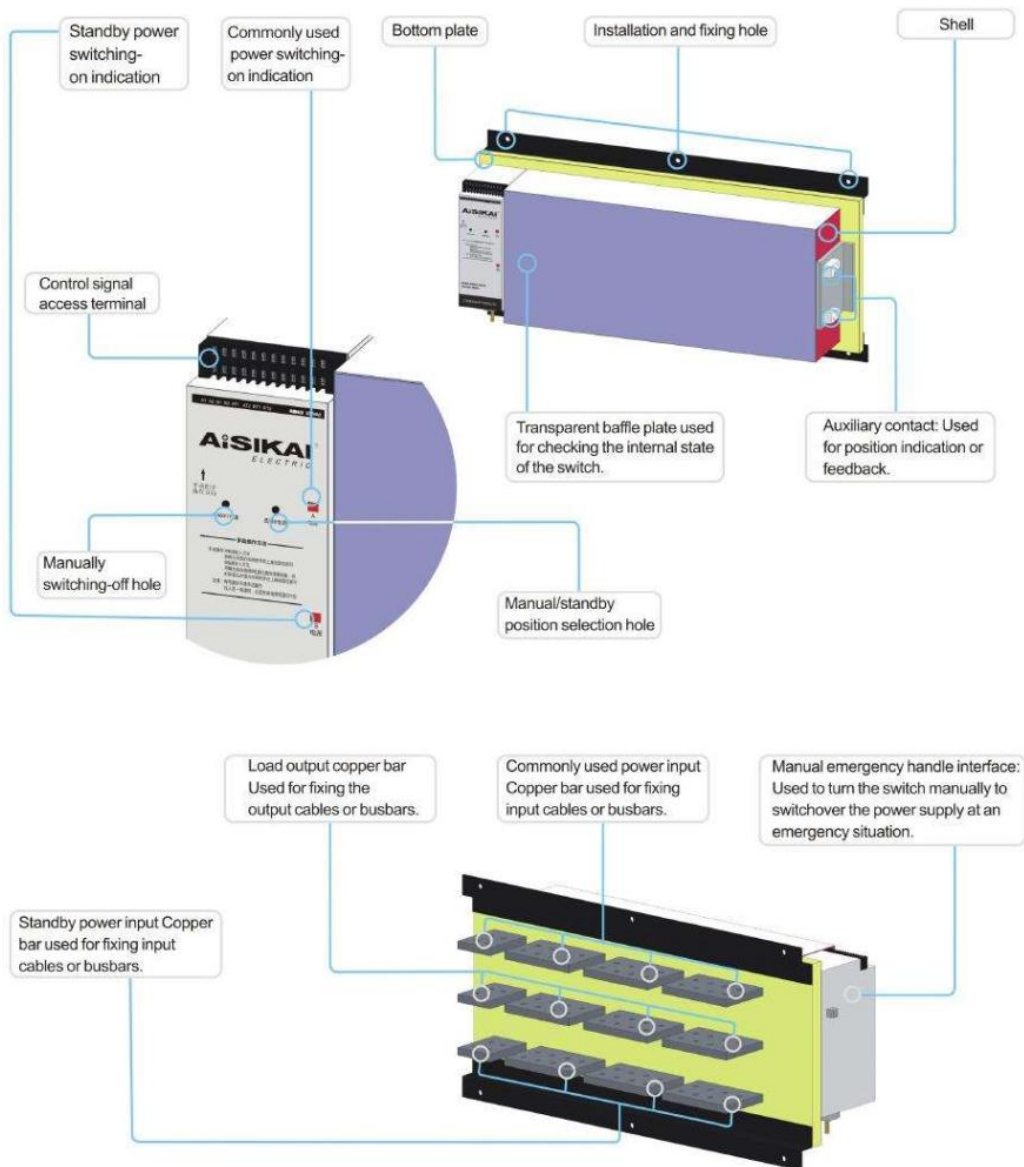 Standby power
switching-
on indication
Commonly used
power switching-
on indication
Bottom plate
Installation and fixing hole
Shell
AiSIKAI
Control signal
access terminal
Transparent baffle plate used
for checking the internal state
of the switch.
Auxiliary contact: Used
for position indication or
feedback.
AiSIKAI
ELECTRIC
Manually
switching-off hole
Manual/standby
position selection hole
Load output copper bar
Used for fixing the
output cables or busbars.
Commonly used power input
Copper bar used for fixing
input cables or busbars.
Manual emergency handle interface:
Used to turn the switch manually to
switchover the power supply at an
emergency situation.
Standby power input Copper
bar used for fixing input
cables or busbars.